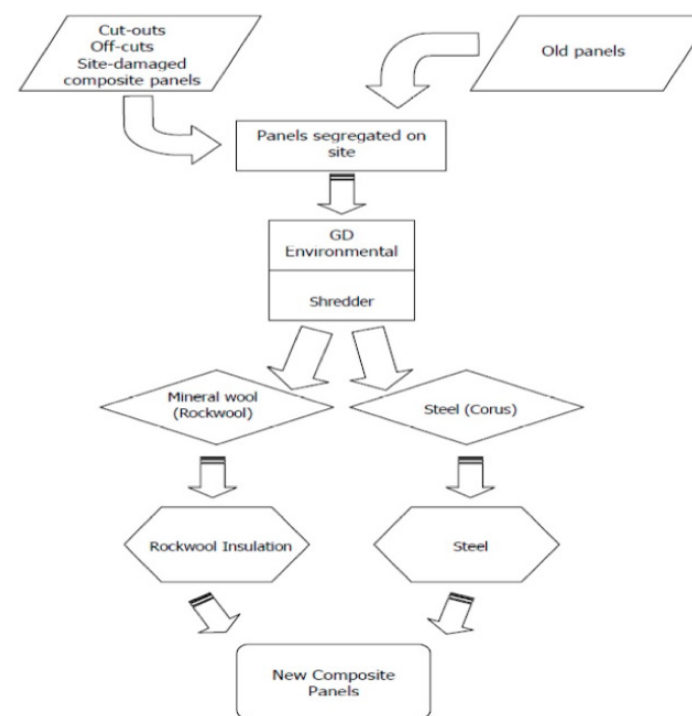 Cut-outs
Off-cuts
Site-damaged
composite panels
Old panels
Panels segregated on
site
GD
Environmental
Shredder
Mineral wool
(Rockwool)
Steel (Corus)
Rockwool Insulation
Steel
New Composite
Panels